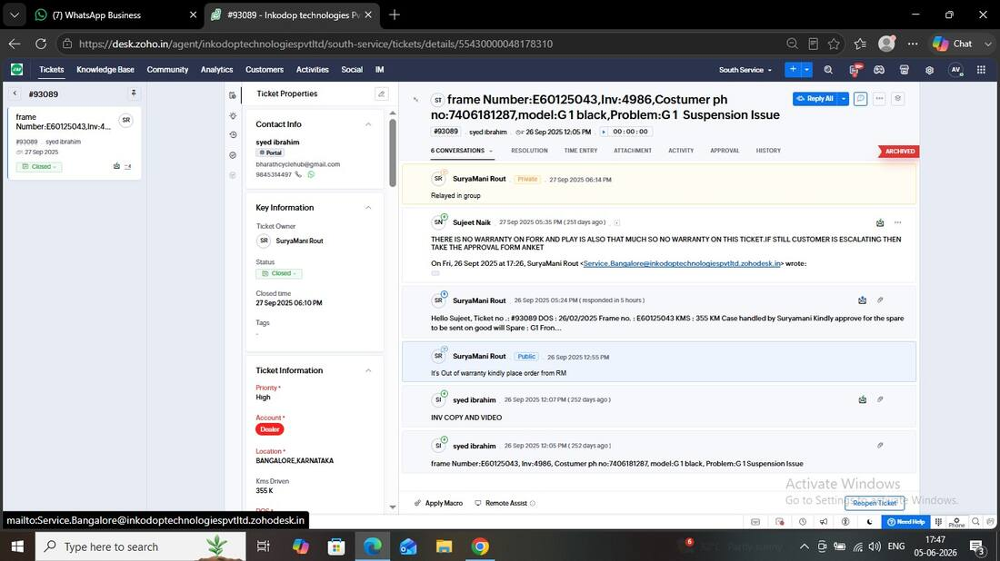 (7) WhatsApp Business
#93089 - Inkodop technologies Pv
https://desk.zoho.in/agent/inkodoptechnologiespvtltd/south-service/tickets/details/55430000048178310
Chat
Tickets
Knowledge Base
Community
Analytics
Customers
Activities
Social
IM
South Service
AV
#93089
frame
Number:E60125043,Inv:4...
SR
#93089 . syed ibrahim
27 Sep 2025
Closed
Ticket Properties
Contact Info
syed ibrahim
Portal
bharathcyclehub@gmail.com
9845314497
Key Information
Ticket Owner
SR SuryaMani Rout
Status
Closed
Closed time
27 Sep 2025 06:10 PM
Tags
-
Ticket Information
Priority *
High
Account *
Dealer
Location *
BANGALORE,KARNATAKA
Kms Driven
355 K
ST frame Number:E60125043,Inv:4986,Costumer ph
no:7406181287,model:G 1 black,Problem:G 1 Suspension Issue
Reply All
#93089 . syed ibrahim . 26 Sep 2025 12:05 PM 00 : 00 : 00
6 CONVERSATIONS
RESOLUTION
TIME ENTRY
ATTACHMENT
ACTIVITY
APPROVAL
HISTORY
ARCHIVED
SR SuryaMani Rout Private . 27 Sep 2025 06:14 PM
Relayed in group
SN Sujeet Naik 27 Sep 2025 05:35 PM ( 251 days ago )
THERE IS NO WARRANTY ON FORK AND PLAY IS ALSO THAT MUCH SO NO WARRANTY ON THIS TICKET.IF STILL CUSTOMER IS ESCALATING THEN
TAKE THE APPROVAL FORM ANKET
On Fri, 26 Sept 2025 at 17:26, SuryaMani Rout <Service.Bangalore@inkodoptechnologiespvtltd.zohodesk.in> wrote:
SR SuryaMani Rout 26 Sep 2025 05:24 PM ( responded in 5 hours )
Hello Sujeet, Ticket no .: #93089 DOS : 26/02/2025 Frame no. : E60125043 KMS : 355 KM Case handled by Suryamani Kindly approve for the spare
to be sent on good will Spare : G1 Fron...
SR SuryaMani Rout Public . 26 Sep 2025 12:55 PM
It's Out of warranty kindly place order from RM
SI syed ibrahim 26 Sep 2025 12:07 PM ( 252 days ago )
INV COPY AND VIDEO
SI syed ibrahim 26 Sep 2025 12:05 PM ( 252 days ago )
frame Number:E60125043, Inv:4986, Costumer ph no:7406181287, model:G 1 black, Problem:G 1 Suspension Issue
Apply Macro
Remote Assist
Reopen Ticket
Activate Windows
Go to Settings to activate Windows.
mailto:Service.Bangalore@inkodoptechnologiespvtltd.zohodesk.in
Need Help
Phone
Type here to search
6
ENG
17:47
05-06-2026
3